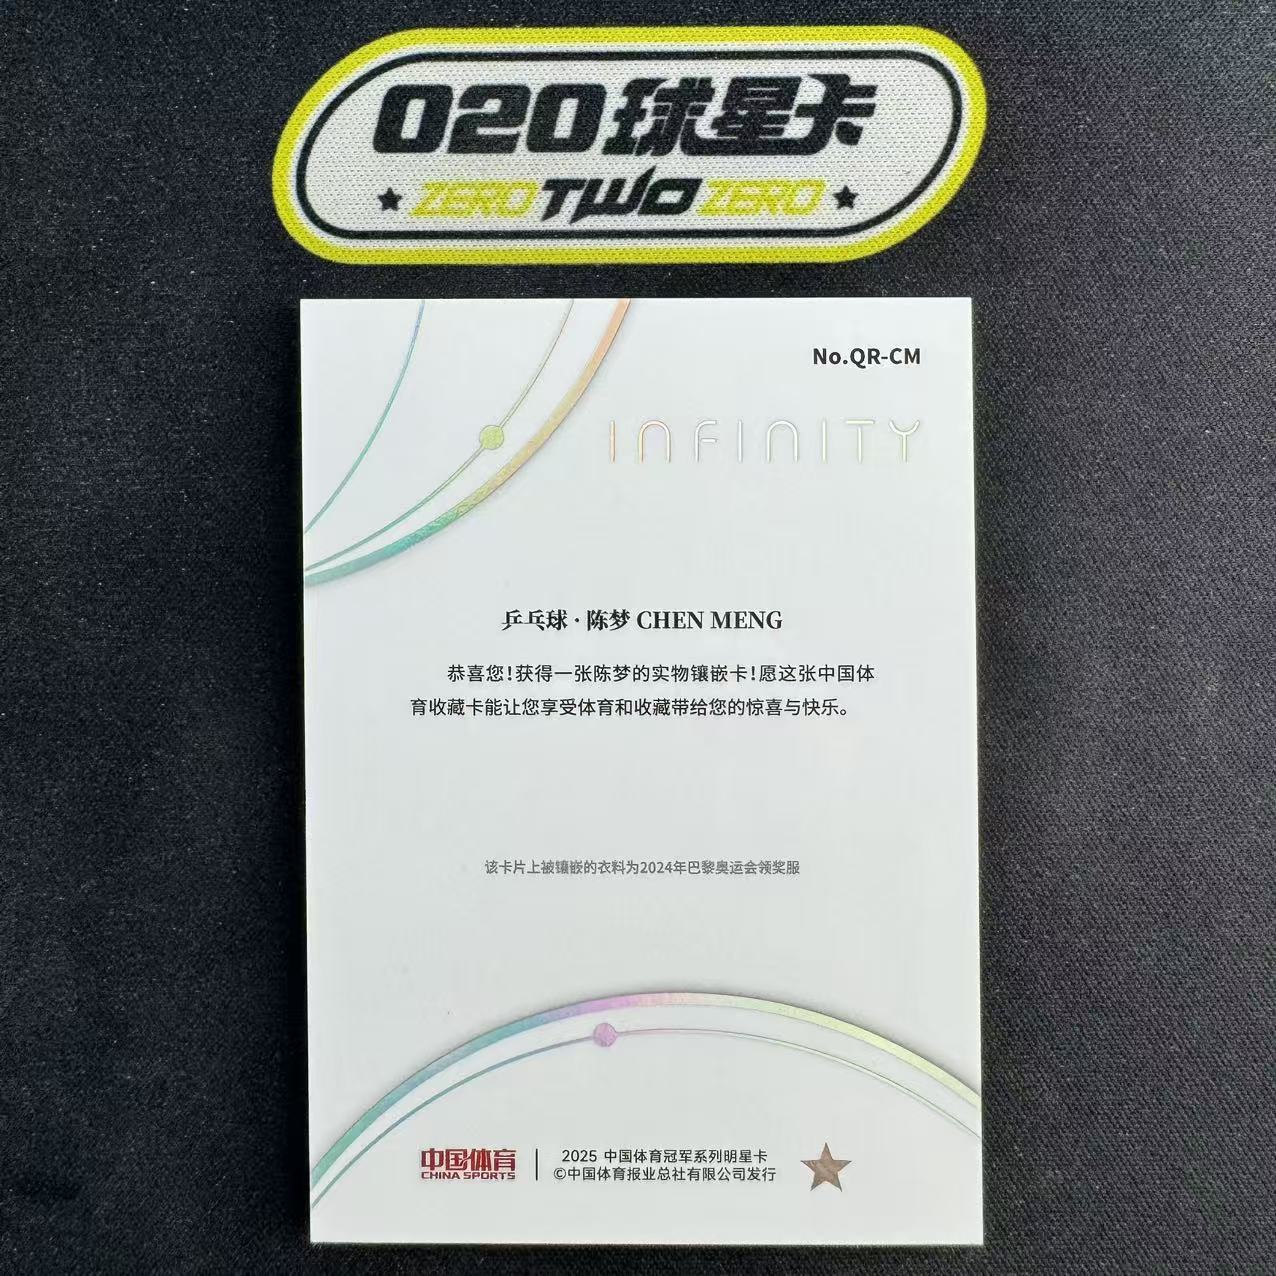 020球星卡
★ ZERO TWO ZERO ★
No.QR-CM
INFINITY
乒乓球·陈梦 CHEN MENG
恭喜您!获得一张陈梦的实物镶嵌卡!愿这张中国体
育收藏卡能让您享受体育和收藏带给您的惊喜与快乐。
该卡片上被镶嵌的衣料为2024年巴黎奥运会领奖服
中国体育
CHINA SPORTS
2025 中国体育冠军系列明星卡
©中国体育报业总社有限公司发行